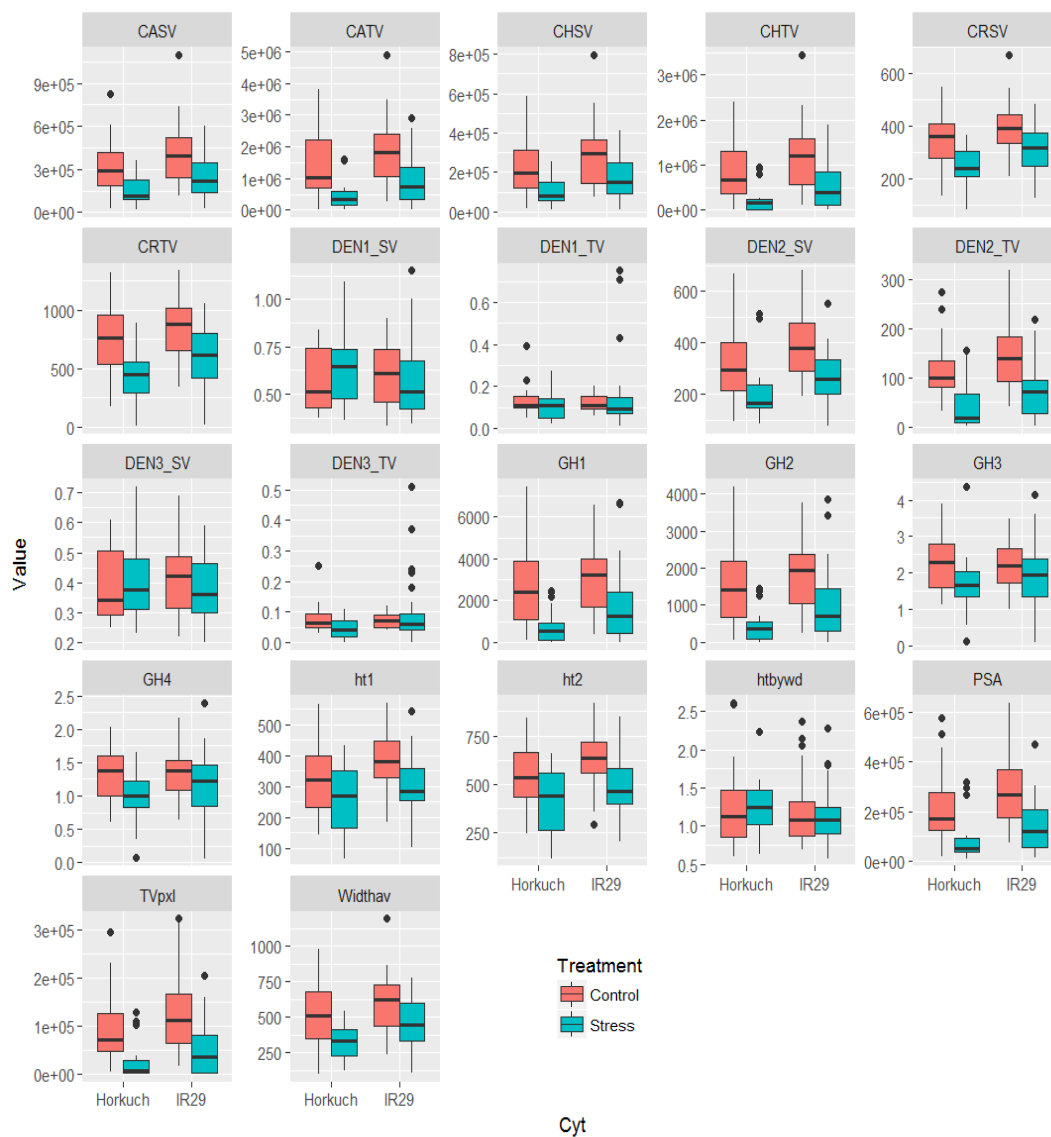 CASV CATV CHSV CHTV CRSV
9e+05
6e+05
3e+05
0e+00
5e+06
4e+06
3e+06
2e+06
1e+06
0e+00
8e+05
6e+05
4e+05
2e+05
0e+00
3e+06
2e+06
1e+06
0e+00
600
400
200
CRTV DEN1_SV DEN1_TV DEN2_SV DEN2_TV
1000
500
0
1.00
0.75
0.50
0.6
0.4
0.2
0.0
600
400
200
300
200
100
0
DEN3_SV DEN3_TV GH1 GH2 GH3
0.7
0.6
0.5
0.4
0.3
0.2
0.5
0.4
0.3
0.2
0.1
0.0
6000
4000
2000
0
4000
3000
2000
1000
0
4
3
2
1
0
Value
GH4 ht1 ht2 htbywd PSA
2.5
2.0
1.5
1.0
0.5
0.0
500
400
300
200
100
750
500
250
2.5
2.0
1.5
1.0
0.5
6e+05
4e+05
2e+05
0e+00
Horkuch IR29 Horkuch IR29 Horkuch IR29
TVpxl Widthav
3e+05
2e+05
1e+05
0e+00
1000
750
500
250
Horkuch IR29 Horkuch IR29
Treatment
Control
Stress
Cyt